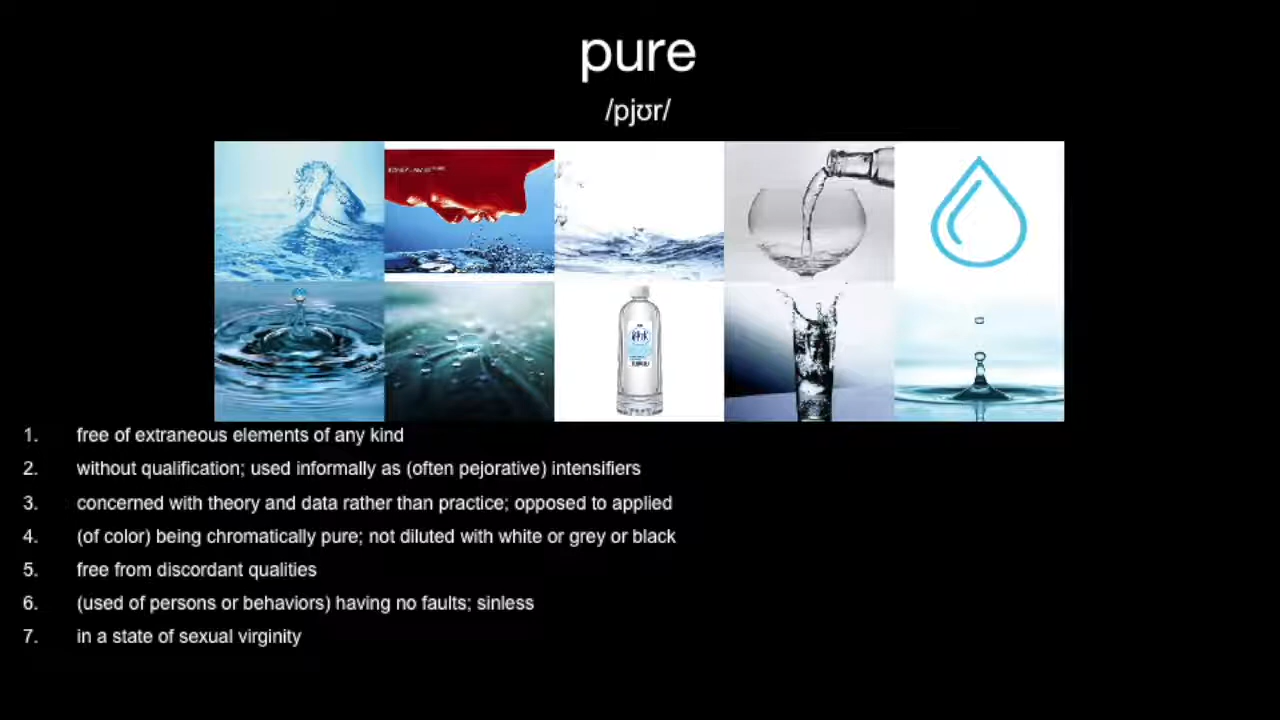 pure
/pjʊr/
1. free of extraneous elements of any kind
2. without qualification; used informally as (often pejorative) intensifiers
3. concerned with theory and data rather than practice; opposed to applied
4. (of color) being chromatically pure; not diluted with white or grey or black
5. free from discordant qualities
6. (used of persons or behaviors) having no faults; sinless
7. in a state of sexual virginity